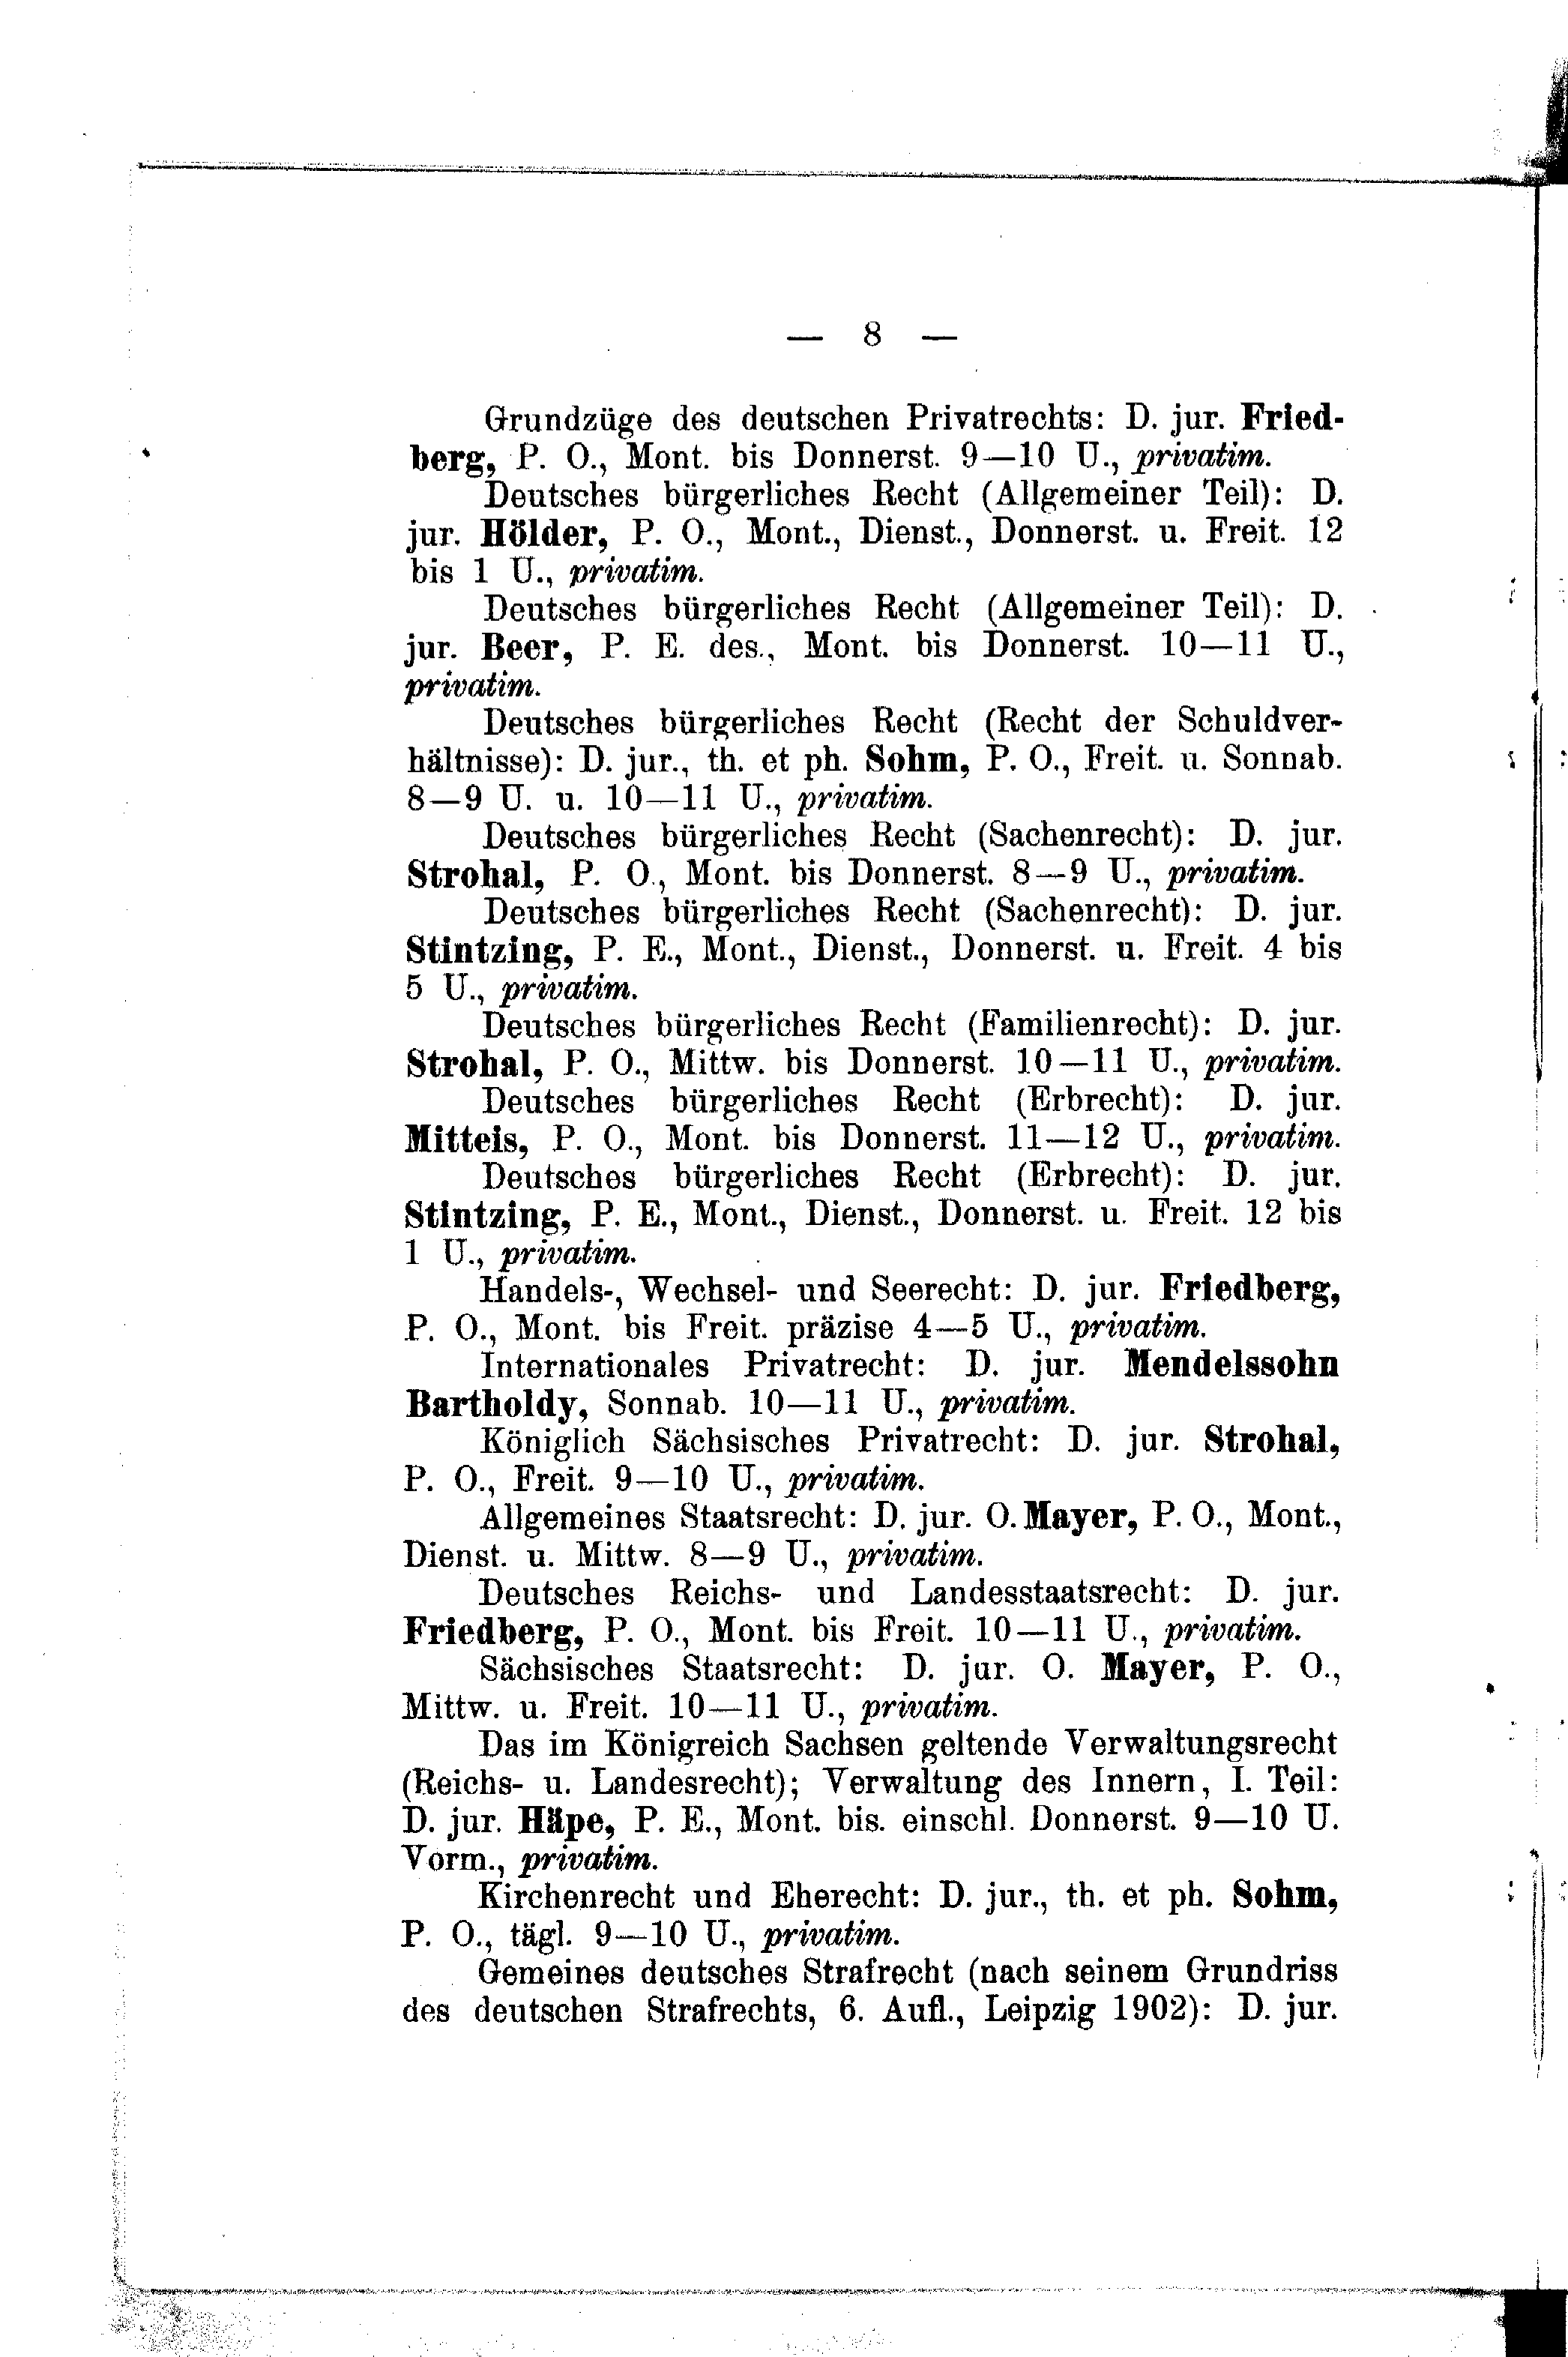 — 8 —
Grundzüge des deutschen Privatrechts: D. jur. Fried-
berg, P. O., Mont. bis Donnerst. 9—10 U., privatim.
Deutsches bürgerliches Recht (Allgemeiner Teil): D.
jur. Hölder, P. O., Mont., Dienst., Donnerst. u. Freit. 12
bis 1 U., privatim.
Deutsches bürgerliches Recht (Allgemeiner Teil): D.
jur. Beer, P. E. des., Mont. bis Donnerst. 10—11 U.,
privatim.
Deutsches bürgerliches Recht (Recht der Schuldver-
hältnisse): D. jur., th. et ph. Sohm, P. O., Freit. u. Sonnab.
8—9 U. u. 10—11 U., privatim.
Deutsches bürgerliches Recht (Sachenrecht): D. jur.
Strohal, P. O., Mont. bis Donnerst. 8—9 U., privatim.
Deutsches bürgerliches Recht (Sachenrecht): D. jur.
Stintzing, P. E., Mont., Dienst., Donnerst. u. Freit. 4 bis
5 U., privatim.
Deutsches bürgerliches Recht (Familienrecht): D. jur.
Strohal, P. O., Mittw. bis Donnerst. 10—11 U., privatim.
Deutsches bürgerliches Recht (Erbrecht): D. jur.
Mitteis, P. O., Mont. bis Donnerst. 11—12 U., privatim.
Deutsches bürgerliches Recht (Erbrecht): D. jur.
Stintzing, P. E., Mont., Dienst., Donnerst. u. Freit. 12 bis
1 U., privatim.
Handels-, Wechsel- und Seerecht: D. jur. Friedberg,
P. O., Mont. bis Freit. präzise 4—5 U., privatim.
Internationales Privatrecht: D. jur. Mendelssohn
Bartholdy, Sonnab. 10—11 U., privatim.
Königlich Sächsisches Privatrecht: D. jur. Strohal,
P. O., Freit. 9—10 U., privatim.
Allgemeines Staatsrecht: D. jur. O. Mayer, P. O., Mont.,
Dienst. u. Mittw. 8—9 U., privatim.
Deutsches Reichs- und Landesstaatsrecht: D. jur.
Friedberg, P. O., Mont. bis Freit. 10—11 U., privatim.
Sächsisches Staatsrecht: D. jur. O. Mayer, P. O.,
Mittw. u. Freit. 10—11 U., privatim.
Das im Königreich Sachsen geltende Verwaltungsrecht
(Reichs- u. Landesrecht); Verwaltung des Innern, I. Teil:
D. jur. Häpe, P. E., Mont. bis. einschl. Donnerst. 9—10 U.
Vorm., privatim.
Kirchenrecht und Eherecht: D. jur., th. et ph. Sohm,
P. O., tägl. 9—10 U., privatim.
Gemeines deutsches Strafrecht (nach seinem Grundriss
des deutschen Strafrechts, 6. Aufl., Leipzig 1902): D. jur.